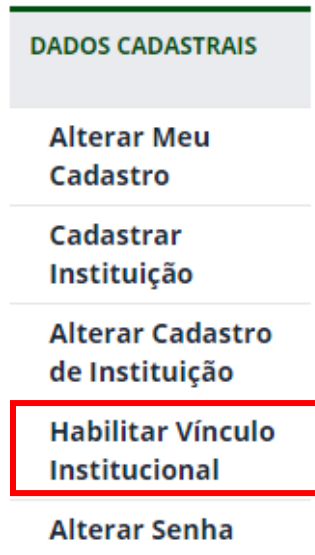 DADOS CADASTRAIS
Alterar Meu
Cadastro
Cadastrar
Instituição
Alterar Cadastro
de Instituição
Habilitar Vínculo
Institucional
Alterar Senha